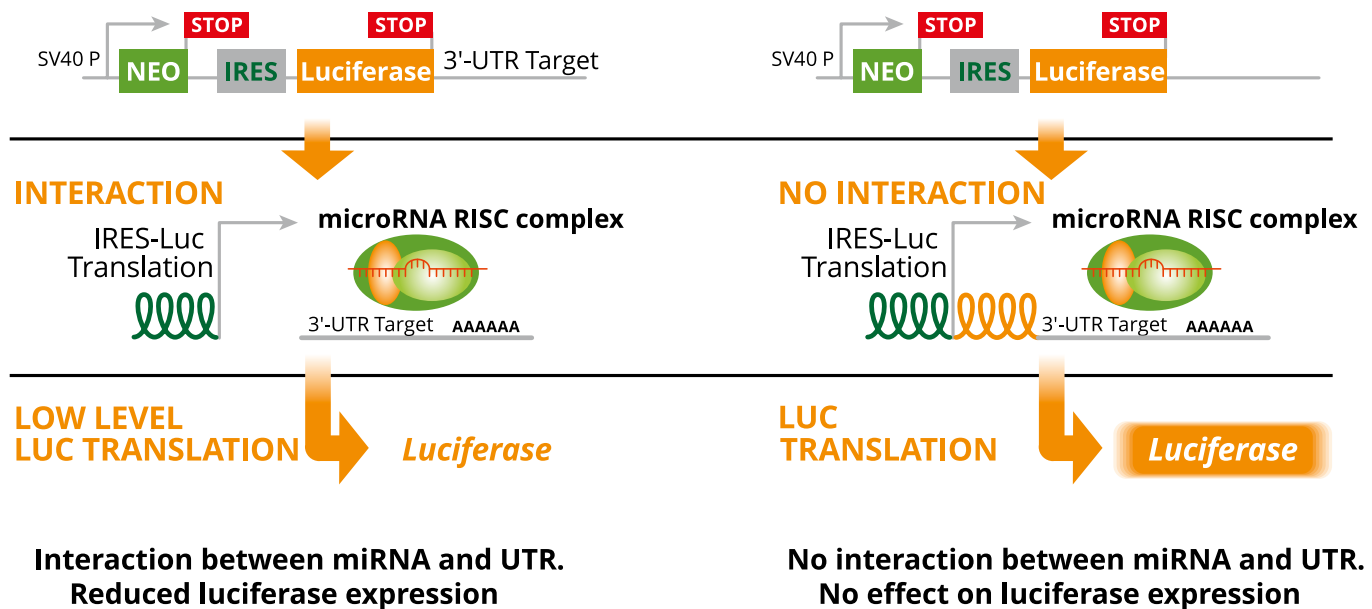 STOP
STOP
SV40 P
NEO
IRES
Luciferase
3'-UTR Target
STOP
STOP
SV40 P
NEO
IRES
Luciferase
INTERACTION
microRNA RISC complex
IRES-Luc
Translation
3'-UTR Target
AAAAAA
NO INTERACTION
microRNA RISC complex
IRES-Luc
Translation
3'-UTR Target
AAAAAA
LOW LEVEL
LUC TRANSLATION
Luciferase
LUC
TRANSLATION
Luciferase
Interaction between miRNA and UTR.
Reduced luciferase expression
No interaction between miRNA and UTR.
No effect on luciferase expression